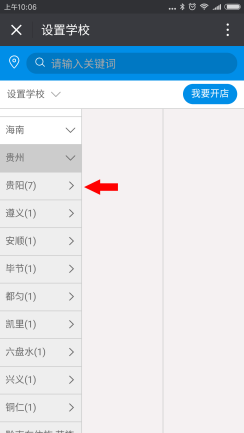 上午10:06
设置学校
请输入关键词
设置学校
我要开店
海南
贵州
贵阳(7)
遵义(1)
安顺(1)
毕节(1)
都匀(1)
凯里(1)
六盘水(1)
兴义(1)
铜仁(1)